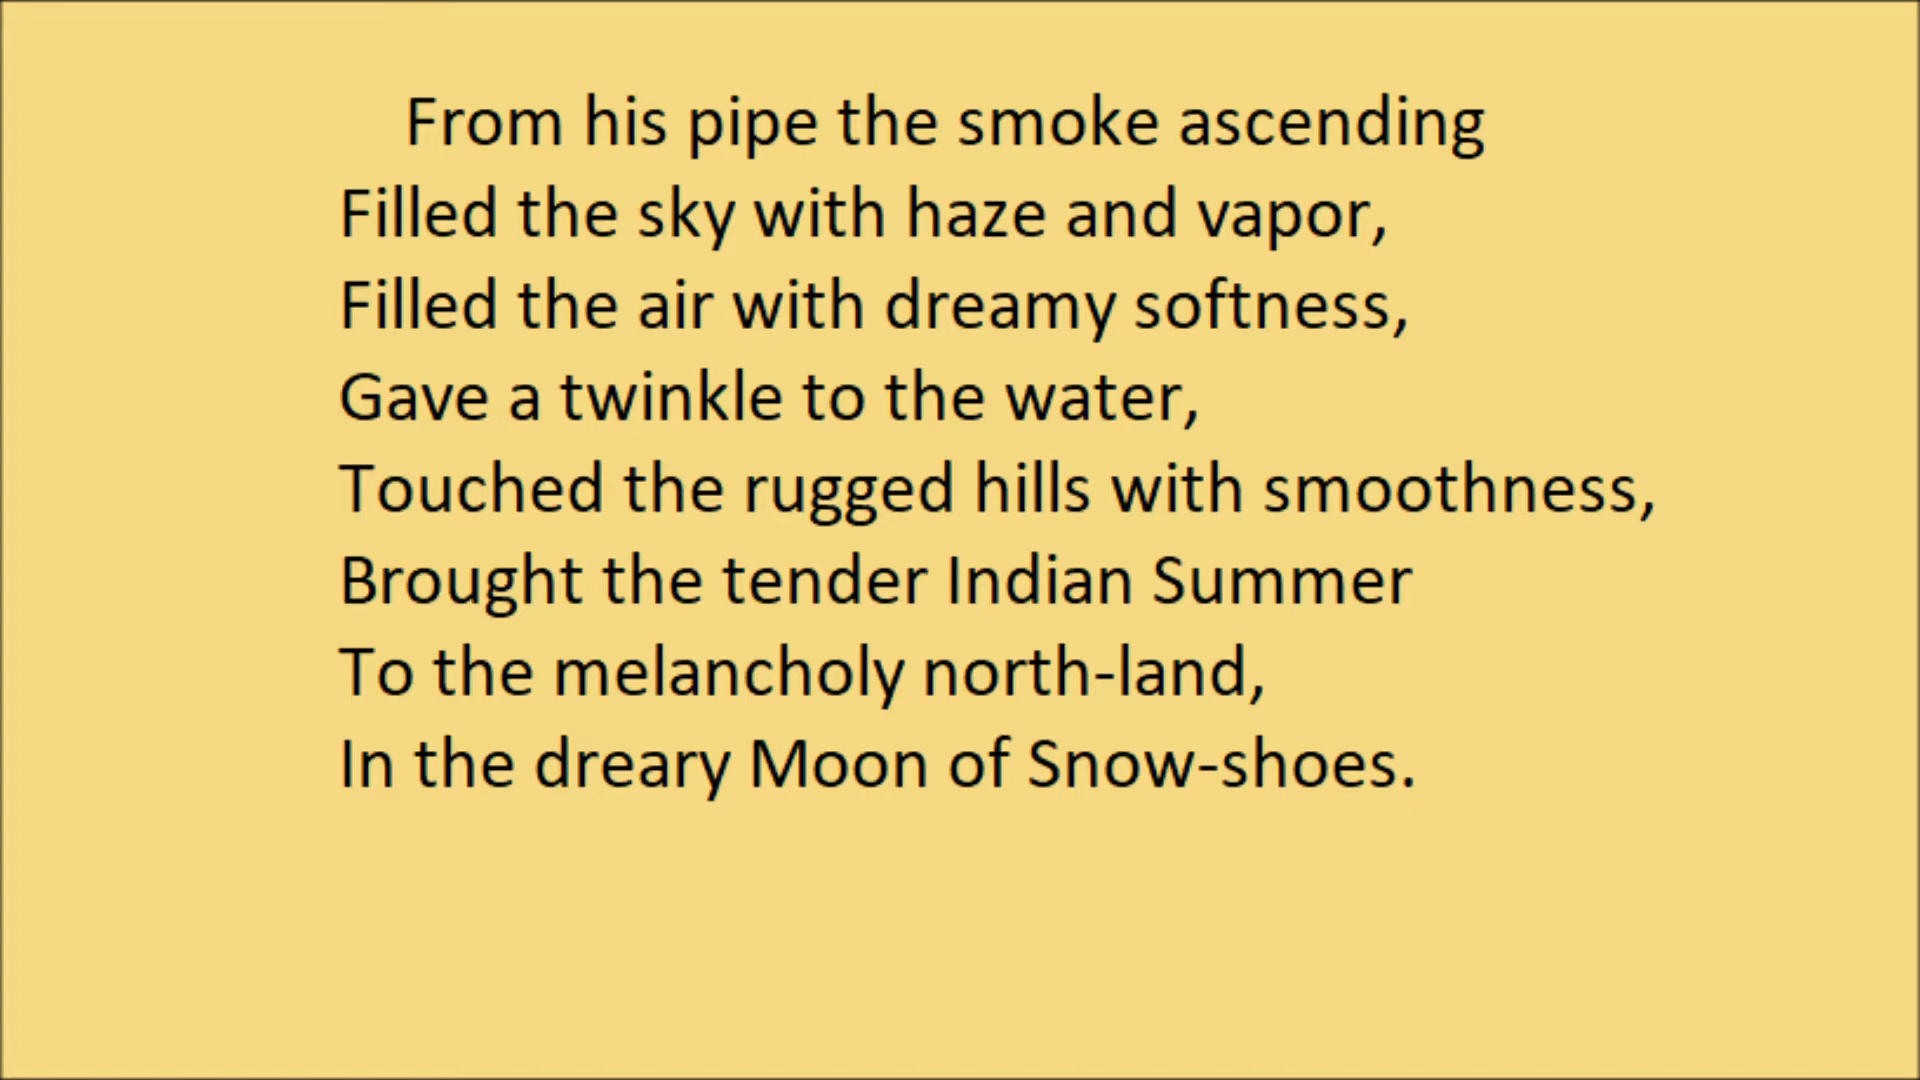 From his pipe the smoke ascending
Filled the sky with haze and vapor,
Filled the air with dreamy softness,
Gave a twinkle to the water,
Touched the rugged hills with smoothness,
Brought the tender Indian Summer
To the melancholy north-land,
In the dreary Moon of Snow-shoes.